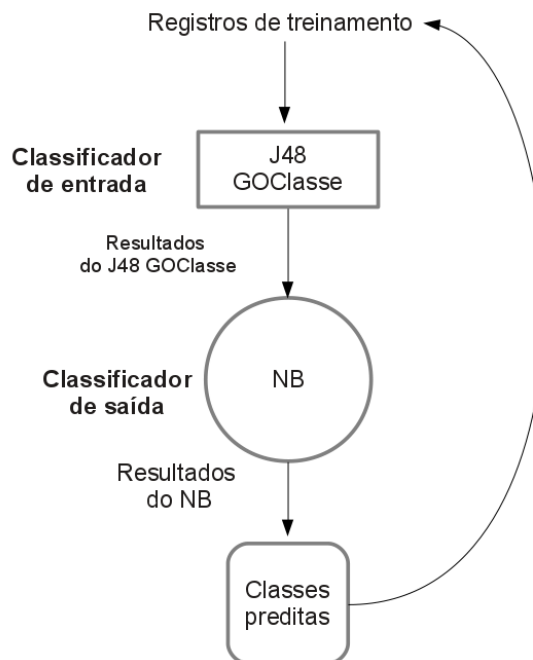 Registros de treinamento
J48
GOClasse
Classificador
de entrada
Resultados
do J48 GOClasse
NB
Classificador
de saída
Resultados
do NB
Classes
preditas